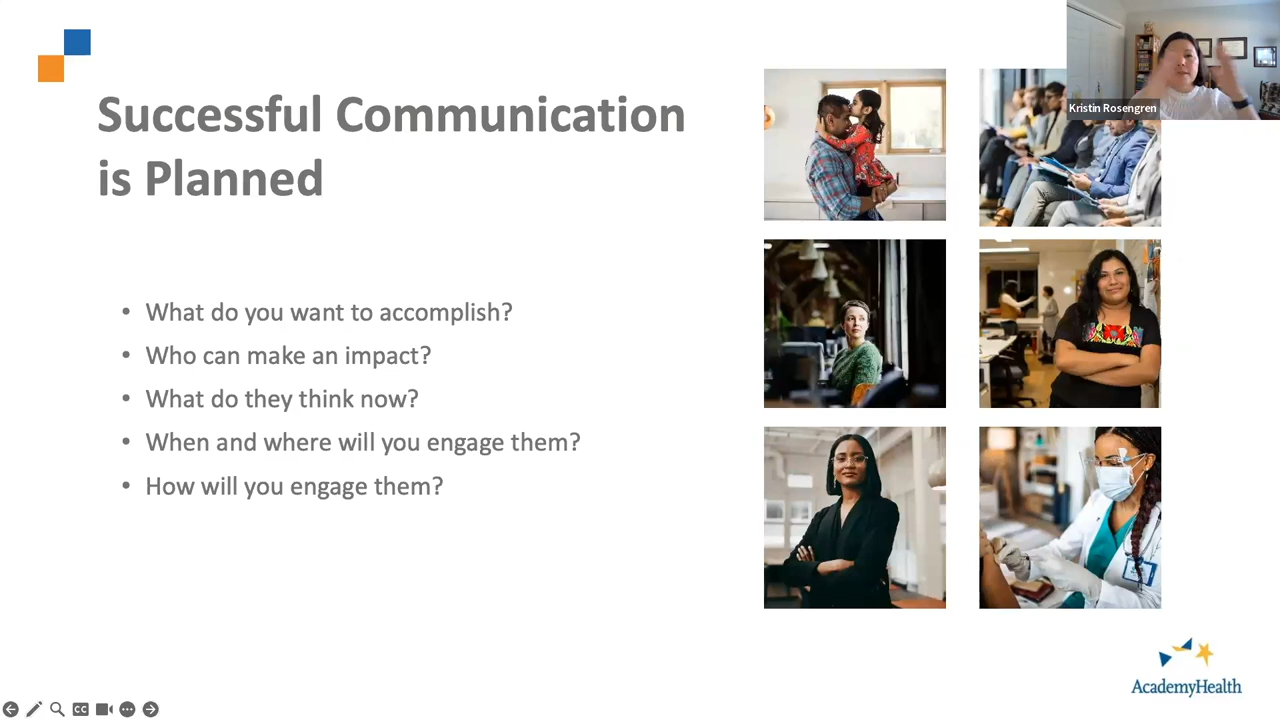 Successful Communication
is Planned
• What do you want to accomplish?
• Who can make an impact?
• What do they think now?
• When and where will you engage them?
• How will you engage them?
Kristin Rosengren
AcademyHealth
CC